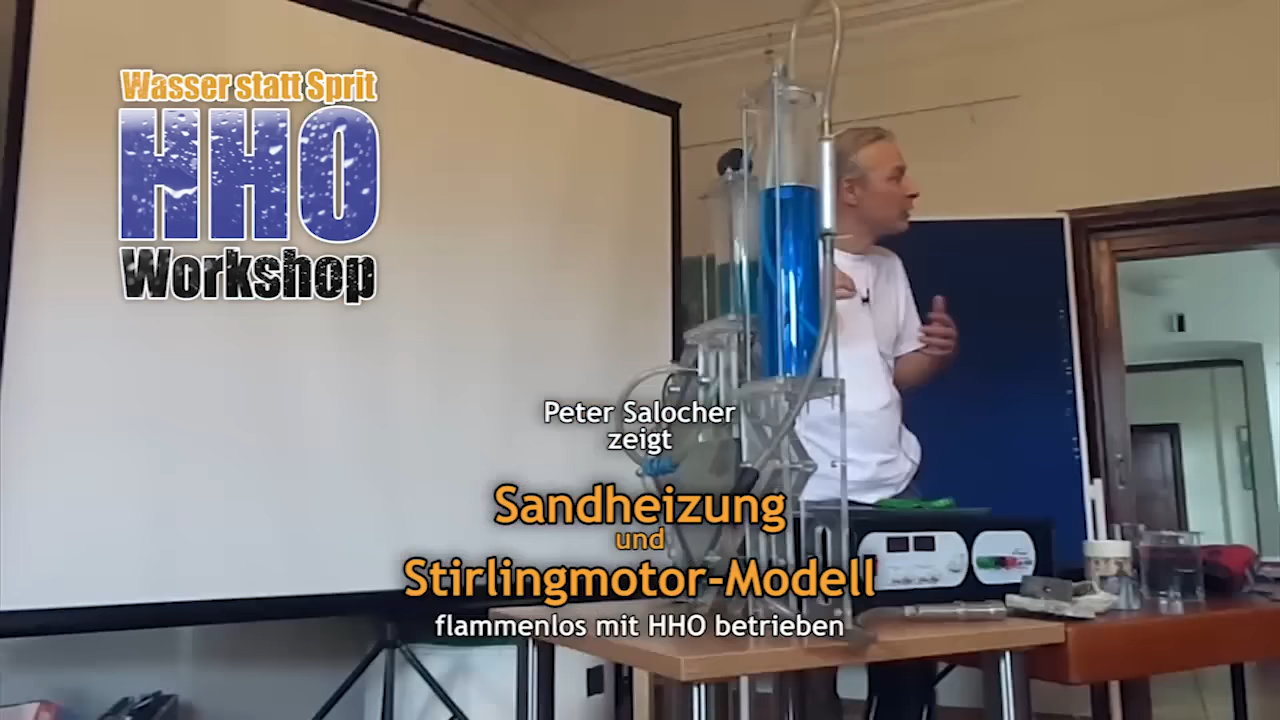 Wasser statt Sprit
HHO
Workshop
Peter Salocher
zeigt
Sandheizung
und
Stirlingmotor-Modell
flammenlos mit HHO betrieben